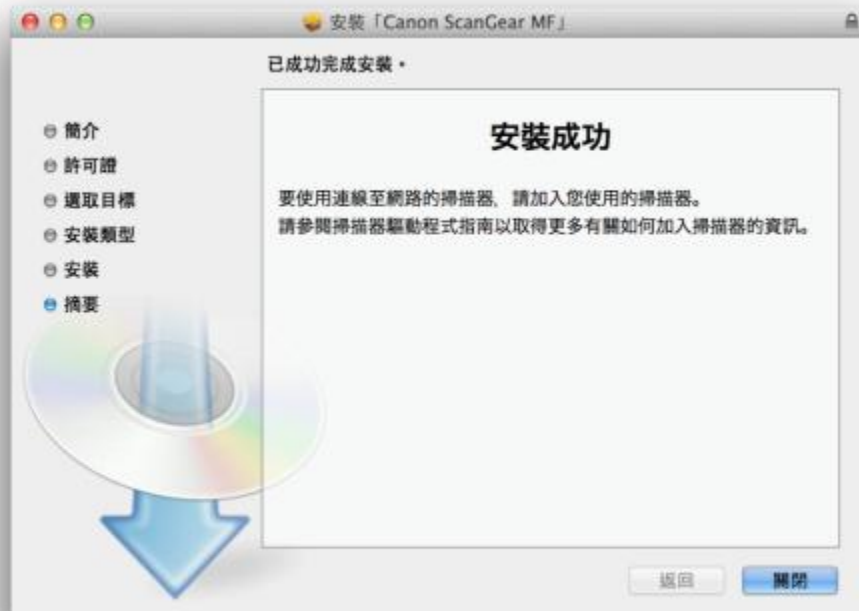 安裝「Canon ScanGear MF」
已成功完成安裝。
簡介
許可證
選取目標
安裝類型
安裝
摘要
安裝成功
要使用連線至網路的掃描器，請加入您使用的掃描器。
請參閱掃描器驅動程式指南以取得更多有關如何加入掃描器的資訊。
返回
關閉